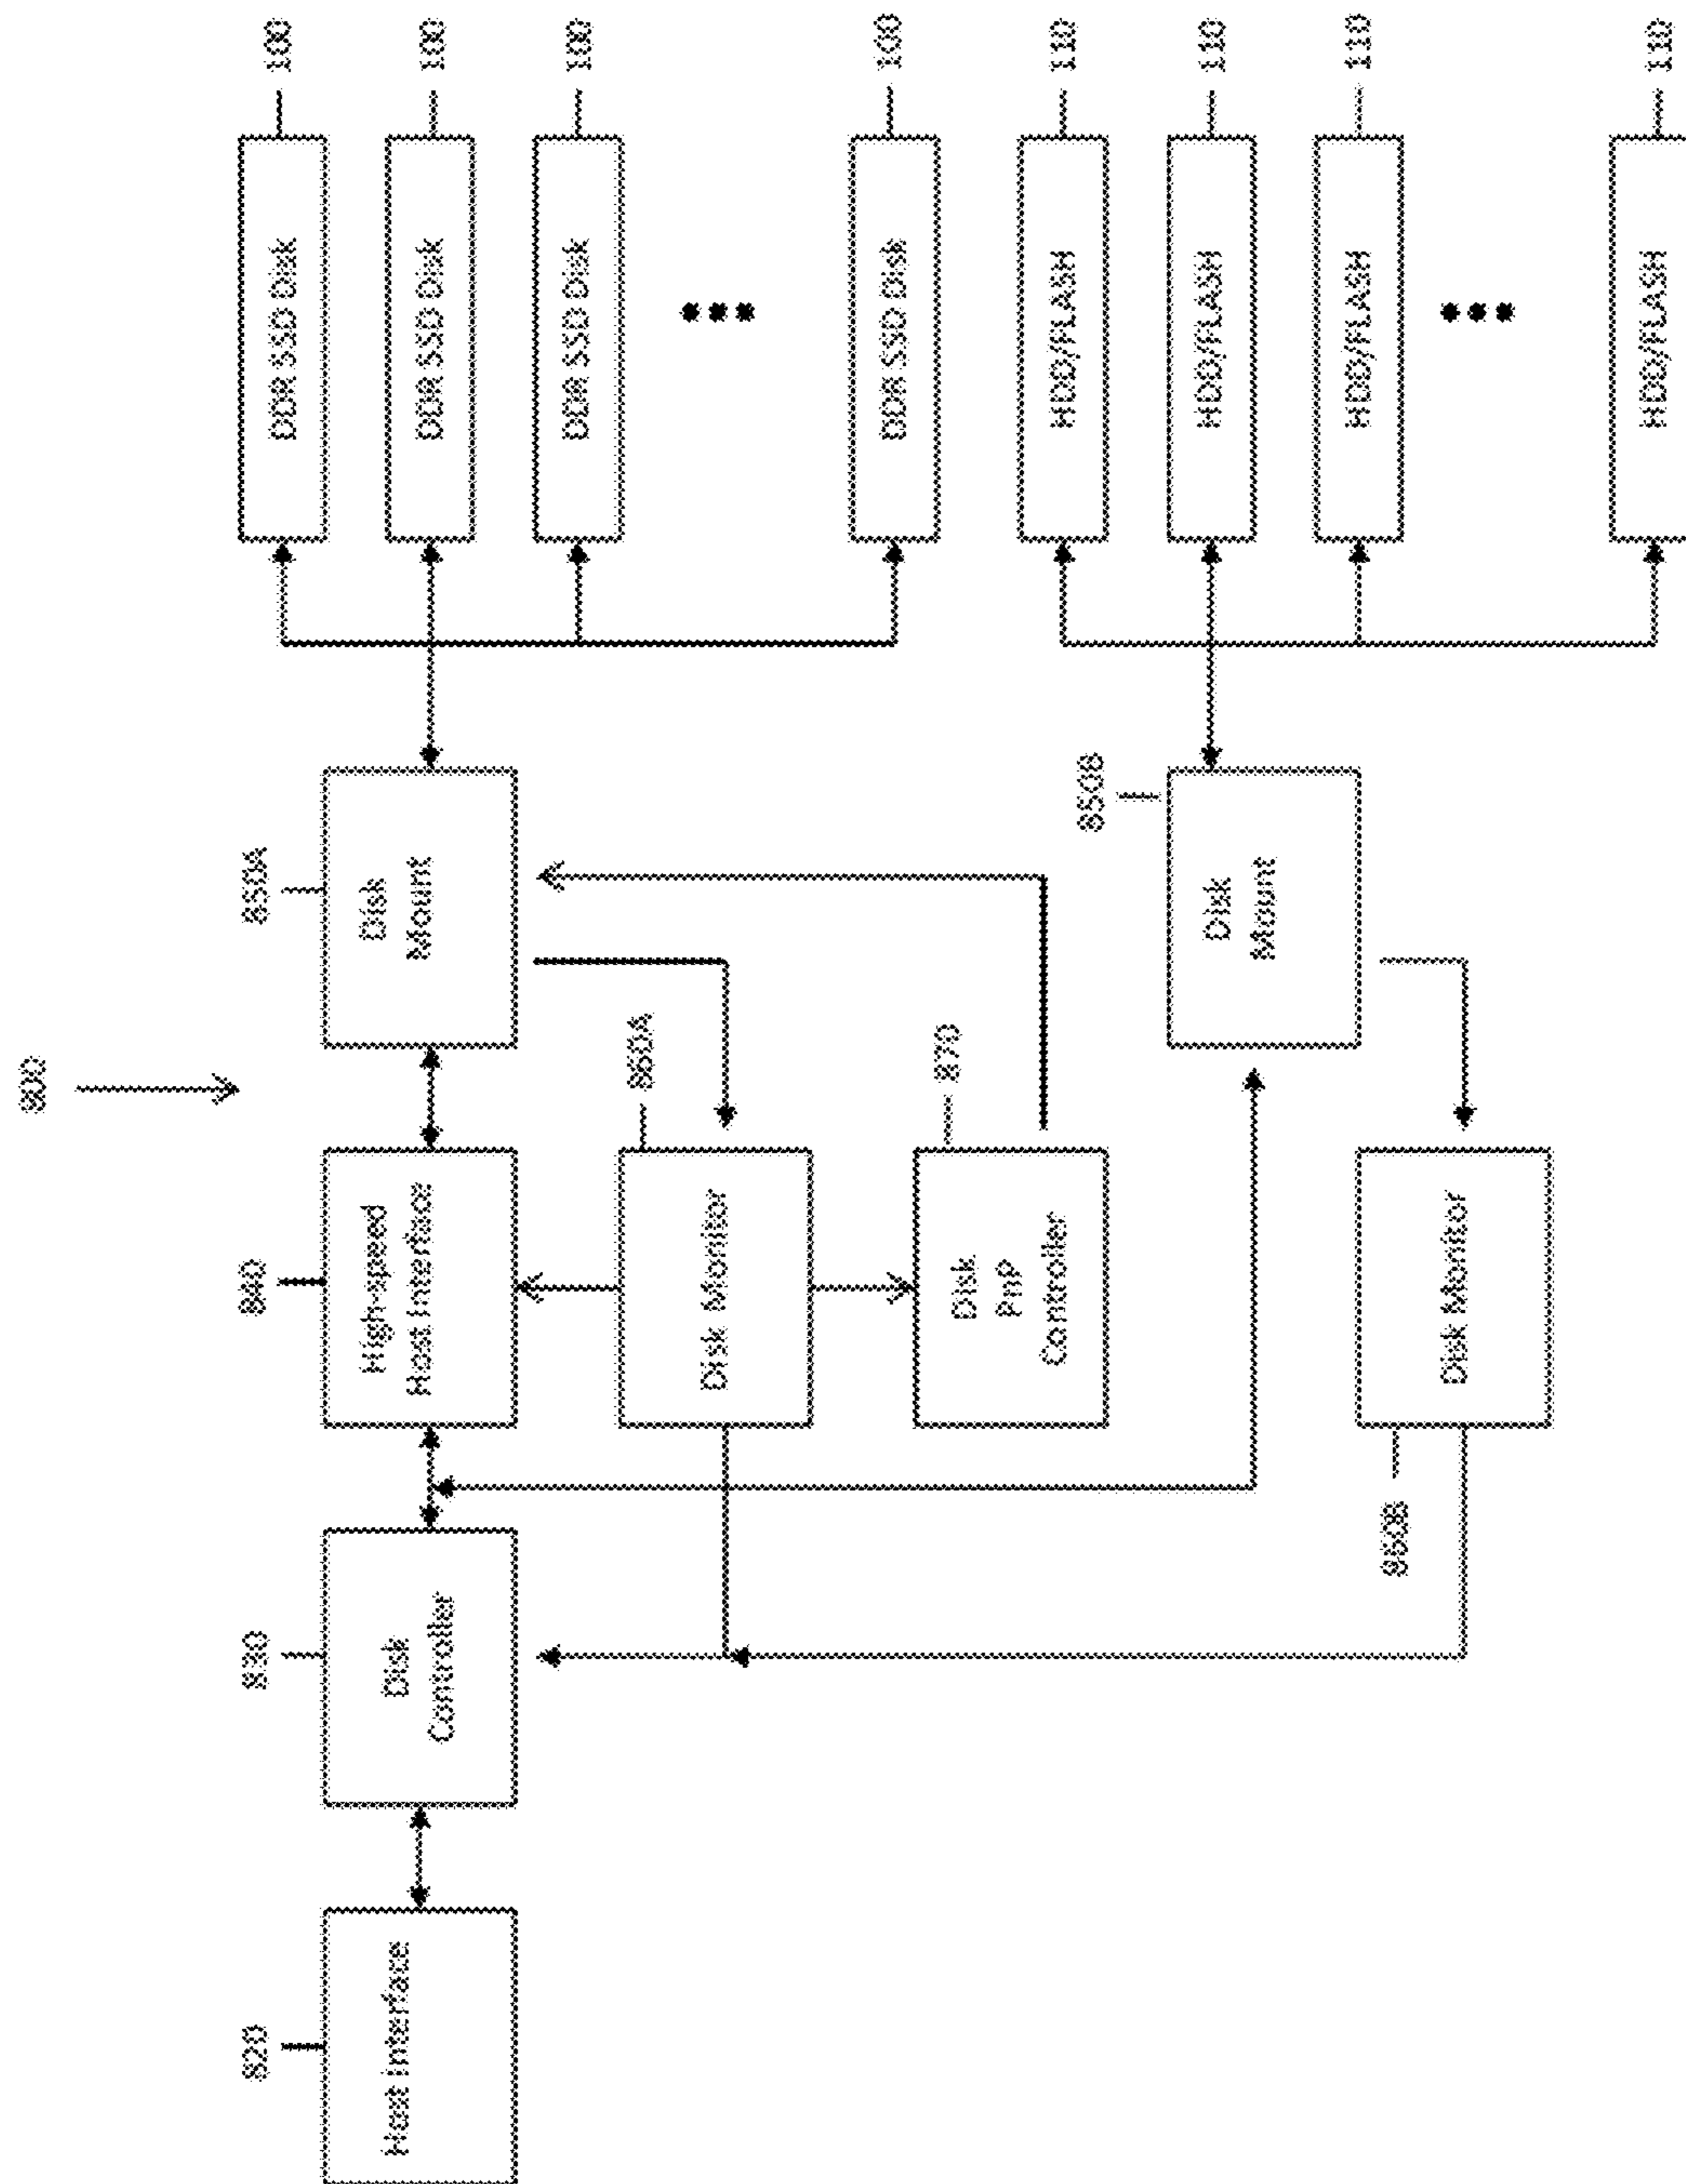 800
820
Host Interface
830
Disk
Controller
840
High-speed
Host Interface
850A
Disk
Mount
DDR SSD Disk
100
DDR SSD Disk
100
DDR SSD Disk
100
DDR SSD Disk
100
860A
Disk Monitor
870
Disk
PnP
Controller
850B
Disk
Mount
860B
Disk Monitor
HDD/FLASH
110
HDD/FLASH
110
HDD/FLASH
110
HDD/FLASH
110